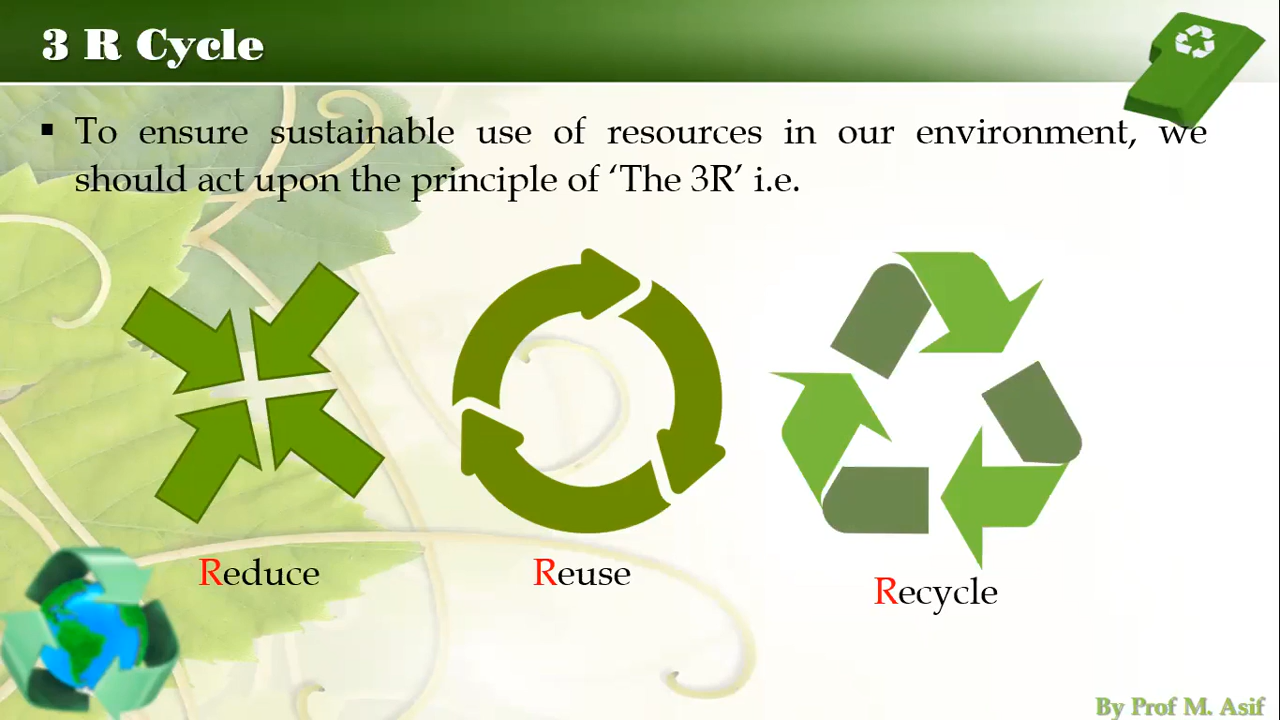 3 R Cycle
▪ To ensure sustainable use of resources in our environment, we
should act upon the principle of ‘The 3R’ i.e.
Reduce
Reuse
Recycle
By Prof M. Asif